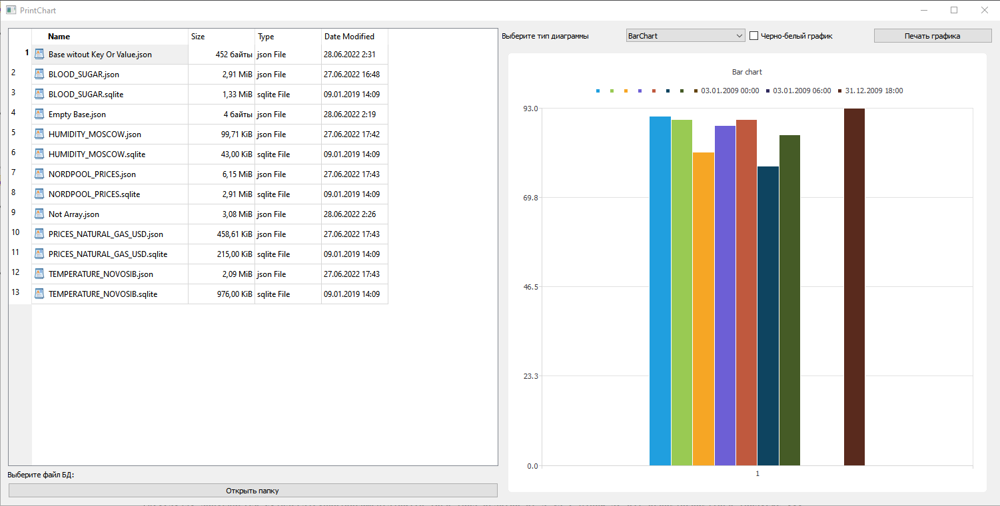 PrintChart
Name Size Type Date Modified
1 Base witout Key Or Value.json 452 байты json File 28.06.2022 2:31
2 BLOOD_SUGAR.json 2,91 MiB json File 27.06.2022 16:48
3 BLOOD_SUGAR.sqlite 1,33 MiB sqlite File 09.01.2019 14:09
4 Empty Base.json 4 байты json File 28.06.2022 2:19
5 HUMIDITY_MOSCOW.json 99,71 KiB json File 27.06.2022 17:42
6 HUMIDITY_MOSCOW.sqlite 43,00 KiB sqlite File 09.01.2019 14:09
7 NORDPOOL_PRICES.json 6,15 MiB json File 27.06.2022 17:43
8 NORDPOOL_PRICES.sqlite 2,91 MiB sqlite File 09.01.2019 14:09
9 Not Array.json 3,08 MiB json File 28.06.2022 2:26
10 PRICES_NATURAL_GAS_USD.json 458,61 KiB json File 27.06.2022 17:43
11 PRICES_NATURAL_GAS_USD.sqlite 215,00 KiB sqlite File 09.01.2019 14:09
12 TEMPERATURE_NOVOSIB.json 2,09 MiB json File 27.06.2022 17:43
13 TEMPERATURE_NOVOSIB.sqlite 976,00 KiB sqlite File 09.01.2019 14:09
Выберите файл БД:
Открыть папку
Выберите тип диаграммы BarChart Черно-белый график Печать графика
Bar chart
03.01.2009 00:00 03.01.2009 06:00 31.12.2009 18:00
93.0
69.8
46.5
23.3
0.0
1